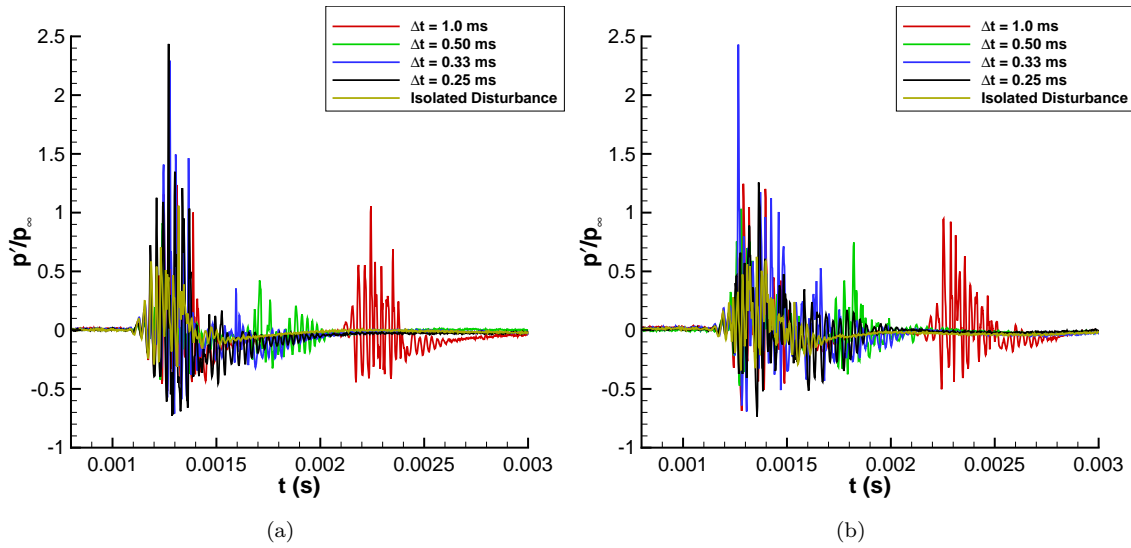 Δt = 1.0 ms
Δt = 0.50 ms
Δt = 0.33 ms
Δt = 0.25 ms
Isolated Disturbance
p′/p∞
2.5
2
1.5
1
0.5
0
-0.5
-1
0.001
0.0015
0.002
0.0025
0.003
t (s)
(a)
Δt = 1.0 ms
Δt = 0.50 ms
Δt = 0.33 ms
Δt = 0.25 ms
Isolated Disturbance
p′/p∞
2.5
2
1.5
1
0.5
0
-0.5
-1
0.001
0.0015
0.002
0.0025
0.003
t (s)
(b)